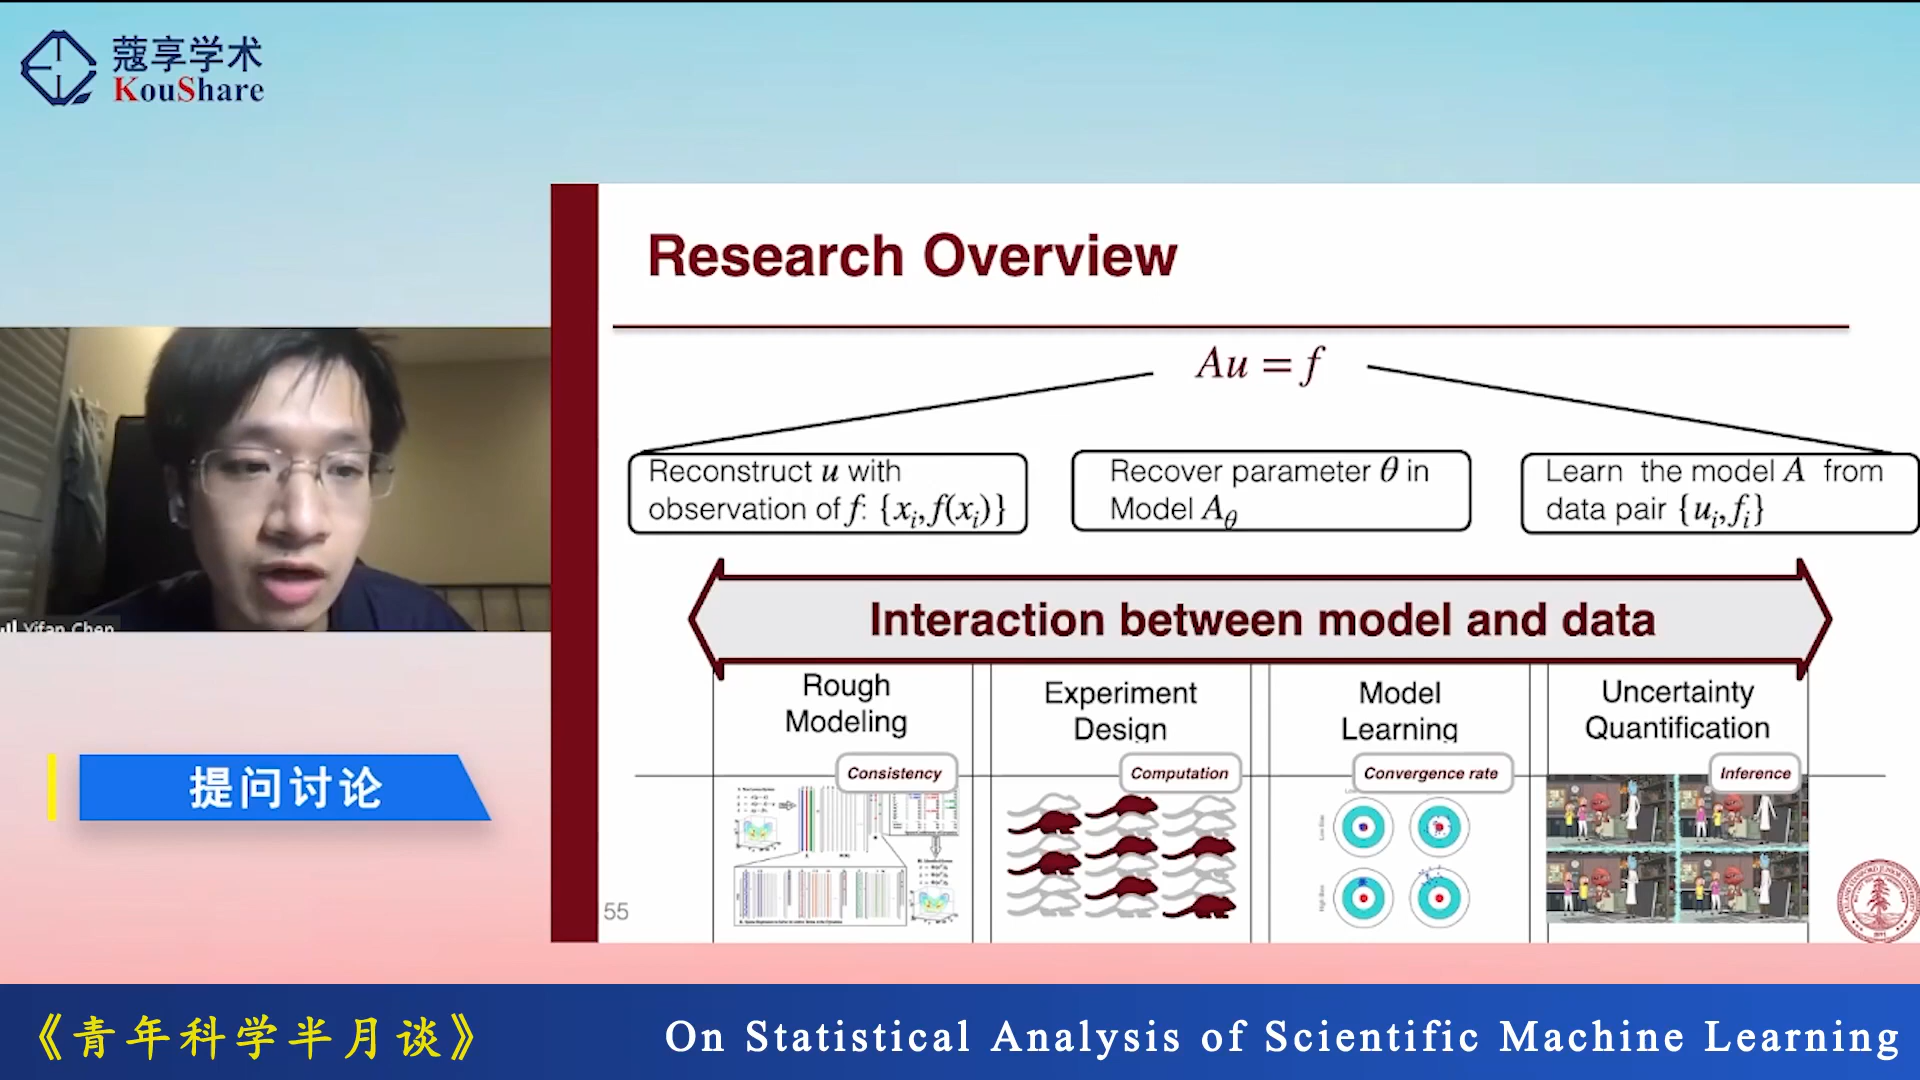 蔻享学术
KouShare
Research Overview
Au = f
Reconstruct u with
observation of f: {xᵢ, f(xᵢ)}
Recover parameter θ in
Model A_θ
Learn the model A from
data pair {uᵢ, fᵢ}
Interaction between model and data
Rough
Modeling
Consistency
Experiment
Design
Computation
Model
Learning
Convergence rate
Uncertainty
Quantification
Inference
Yifan Chen
提问讨论
55
《青年科学半月谈》
On Statistical Analysis of Scientific Machine Learning